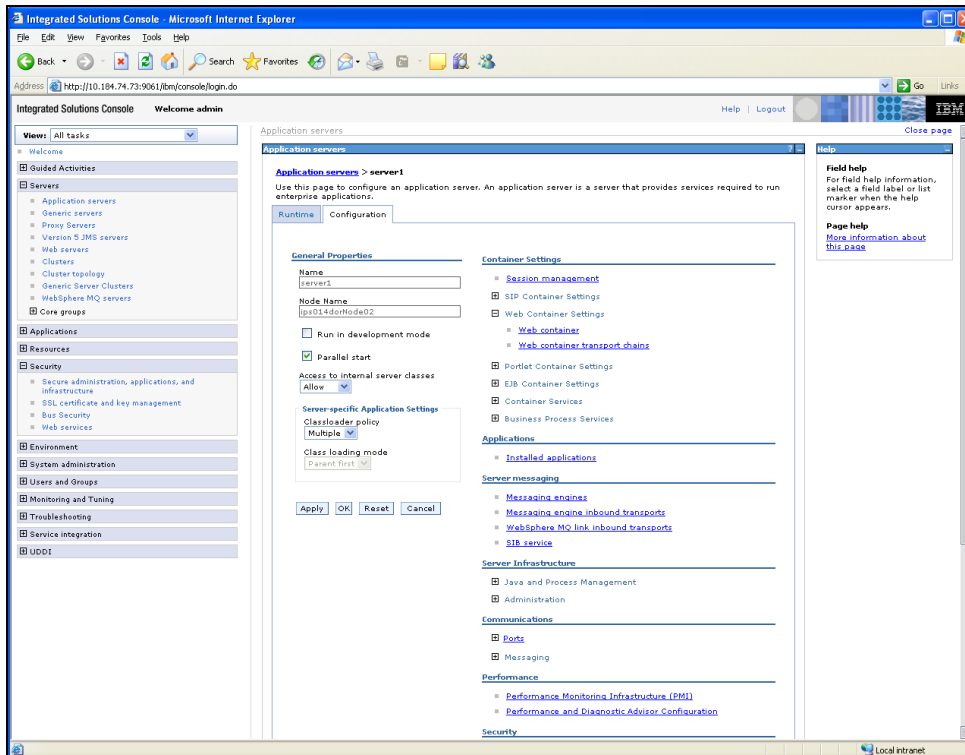 Integrated Solutions Console - Microsoft Internet Explorer
File Edit View Favorites Tools Help
Back Search Favorites
Address http://10.184.74.73:9061/ibm/console/login.do Go Links
Integrated Solutions Console Welcome admin Help | Logout IBM
View: All tasks
Welcome
Guided Activities
Servers
Application servers
Generic servers
Proxy Servers
Version 5 JMS servers
Web servers
Clusters
Cluster topology
Generic Server Clusters
WebSphere MQ servers
Core groups
Applications
Resources
Security
Secure administration, applications, and
infrastructure
SSL certificate and key management
Bus Security
Web services
Environment
System administration
Users and Groups
Monitoring and Tuning
Troubleshooting
Service integration
UDDI
Application servers Close page
Application servers ? -
Application servers > server1
Use this page to configure an application server. An application server is a server that provides services required to run
enterprise applications.
Runtime Configuration
General Properties
Name
server1
Node Name
ips014dorNode02
Run in development mode
Parallel start
Access to internal server classes
Allow
Server-specific Application Settings
Classloader policy
Multiple
Class loading mode
Parent first
Apply OK Reset Cancel
Container Settings
Session management
SIP Container Settings
Web Container Settings
Web container
Web container transport chains
Portlet Container Settings
EJB Container Settings
Container Services
Business Process Services
Applications
Installed applications
Server messaging
Messaging engines
Messaging engine inbound transports
WebSphere MQ link inbound transports
SIB service
Server Infrastructure
Java and Process Management
Administration
Communications
Ports
Messaging
Performance
Performance Monitoring Infrastructure (PMI)
Performance and Diagnostic Advisor Configuration
Security
Help
Field help
For field help information,
select a field label or list
marker when the help
cursor appears.
Page help
More information about
this page
Local intranet